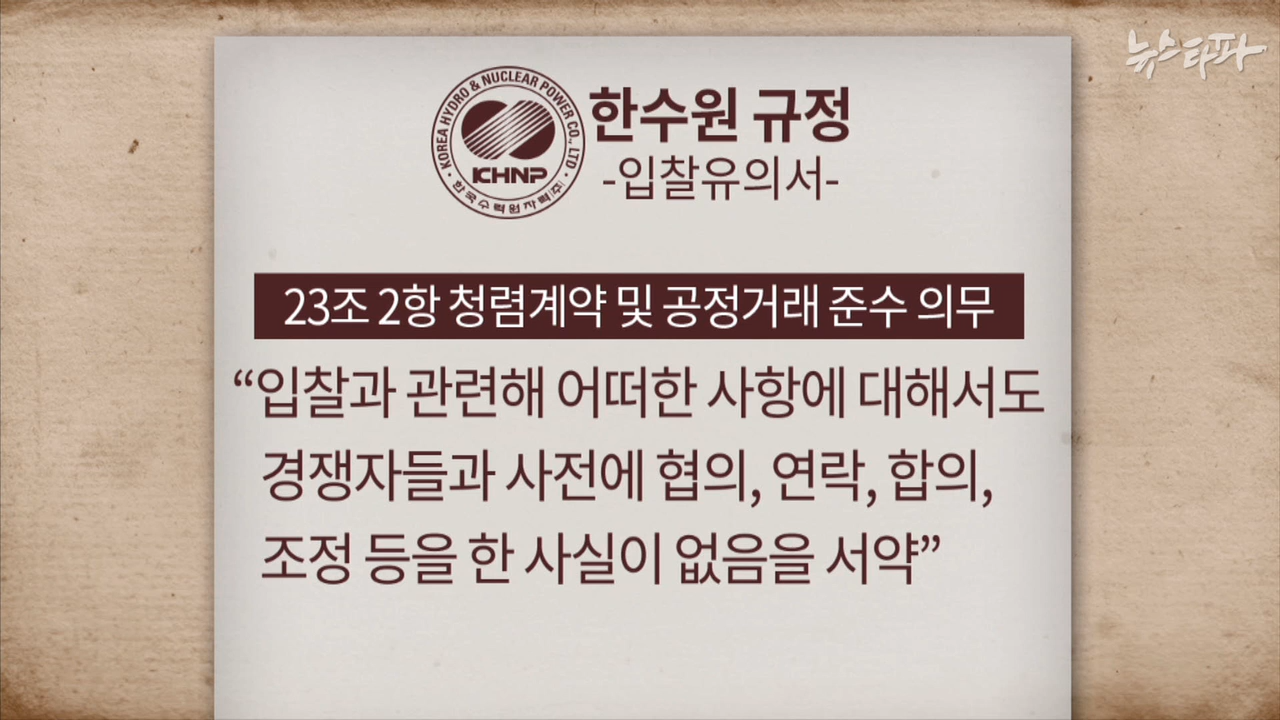 뉴스타파
KOREA HYDRO & NUCLEAR POWER CO., LTD
KHNP
한국수력원자력(주)
한수원 규정
-입찰유의서-
23조 2항 청렴계약 및 공정거래 준수 의무
“입찰과 관련해 어떠한 사항에 대해서도
경쟁자들과 사전에 협의, 연락, 합의,
조정 등을 한 사실이 없음을 서약”